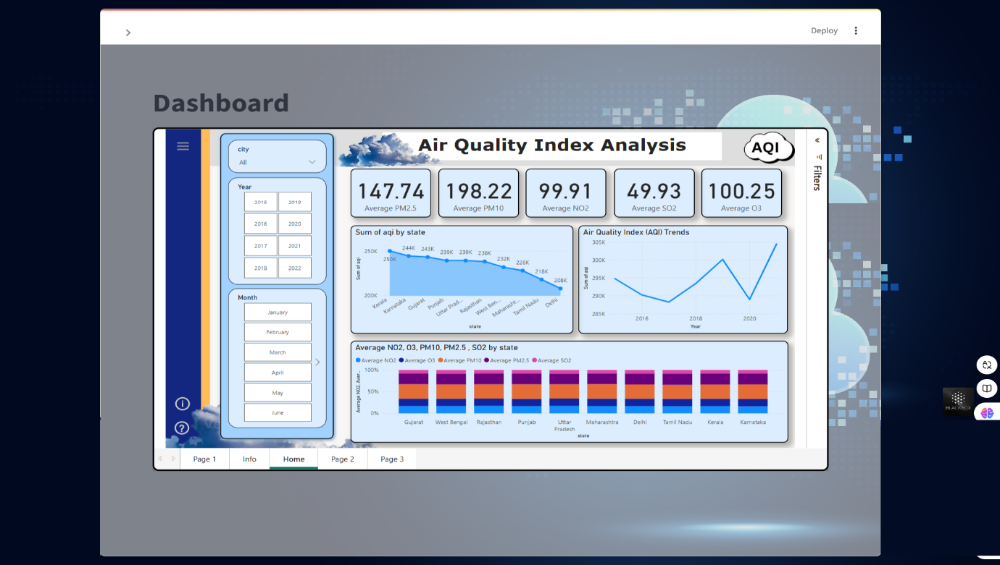 Deploy
Dashboard
city
All
Year
2015 2019
2016 2020
2017 2021
2018 2022
Month
January
February
March
April
May
June
Air Quality Index Analysis
AQI
Filters
147.74
Average PM2.5
198.22
Average PM10
99.91
Average NO2
49.93
Average SO2
100.25
Average O3
Sum of aqi by state
Sum of aqi
250K
200K
250K 244K 243K 239K 239K 238K 232K 228K 218K 208K
Kerala Karnataka Gujarat Punjab Uttar Prad... Rajasthan West Ben... Maharasht... Tamil Nadu Delhi
state
Air Quality Index (AQI) Trends
Sum of aqi
305K
300K
295K
290K
285K
2016 2018 2020
Year
Average NO2, O3, PM10, PM2.5 , SO2 by state
Average NO2 Average O3 Average PM10 Average PM2.5 Average SO2
Average NO2, Aver...
100%
50%
0%
Gujarat West Bengal Rajasthan Punjab Uttar Pradesh Maharashtra Delhi Tamil Nadu Kerala Karnataka
state
Page 1 Info Home Page 2 Page 3
BLACKBOX